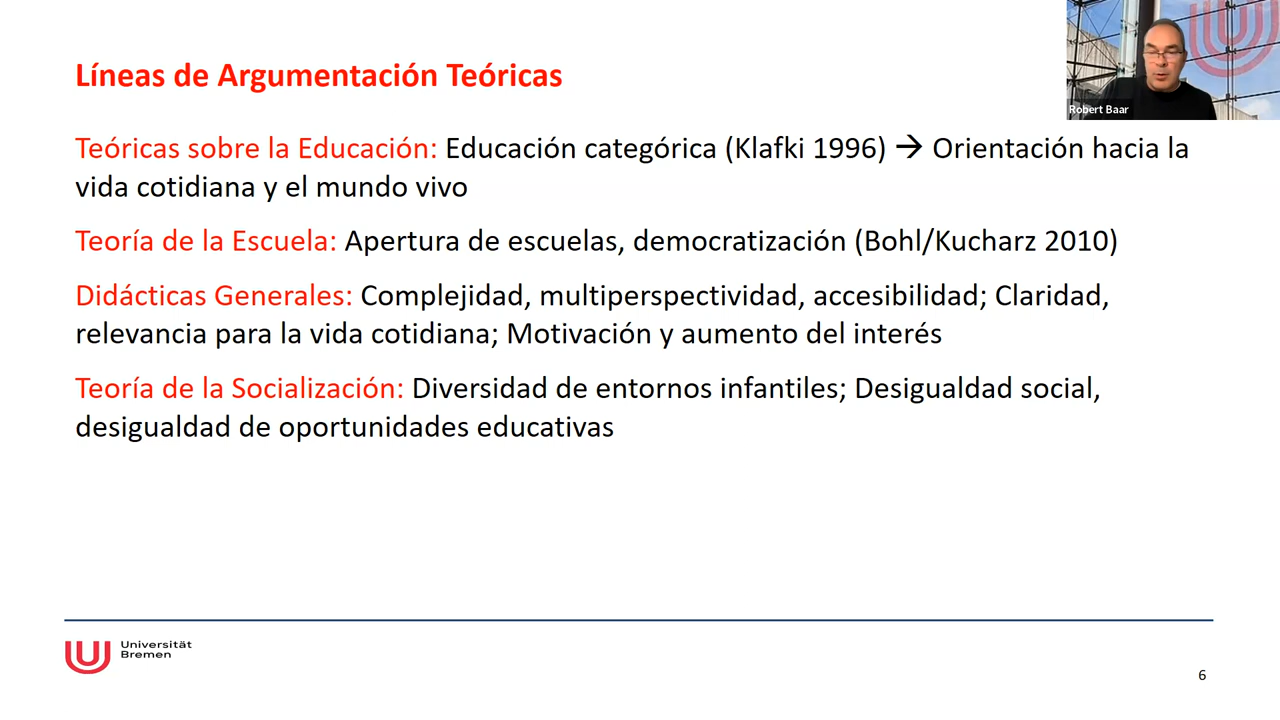 Líneas de Argumentación Teóricas
Robert Baar
Teóricas sobre la Educación: Educación categórica (Klafki 1996) → Orientación hacia la
vida cotidiana y el mundo vivo
Teoría de la Escuela: Apertura de escuelas, democratización (Bohl/Kucharz 2010)
Didácticas Generales: Complejidad, multiperspectividad, accesibilidad; Claridad,
relevancia para la vida cotidiana; Motivación y aumento del interés
Teoría de la Socialización: Diversidad de entornos infantiles; Desigualdad social,
desigualdad de oportunidades educativas
Universität
Bremen
6